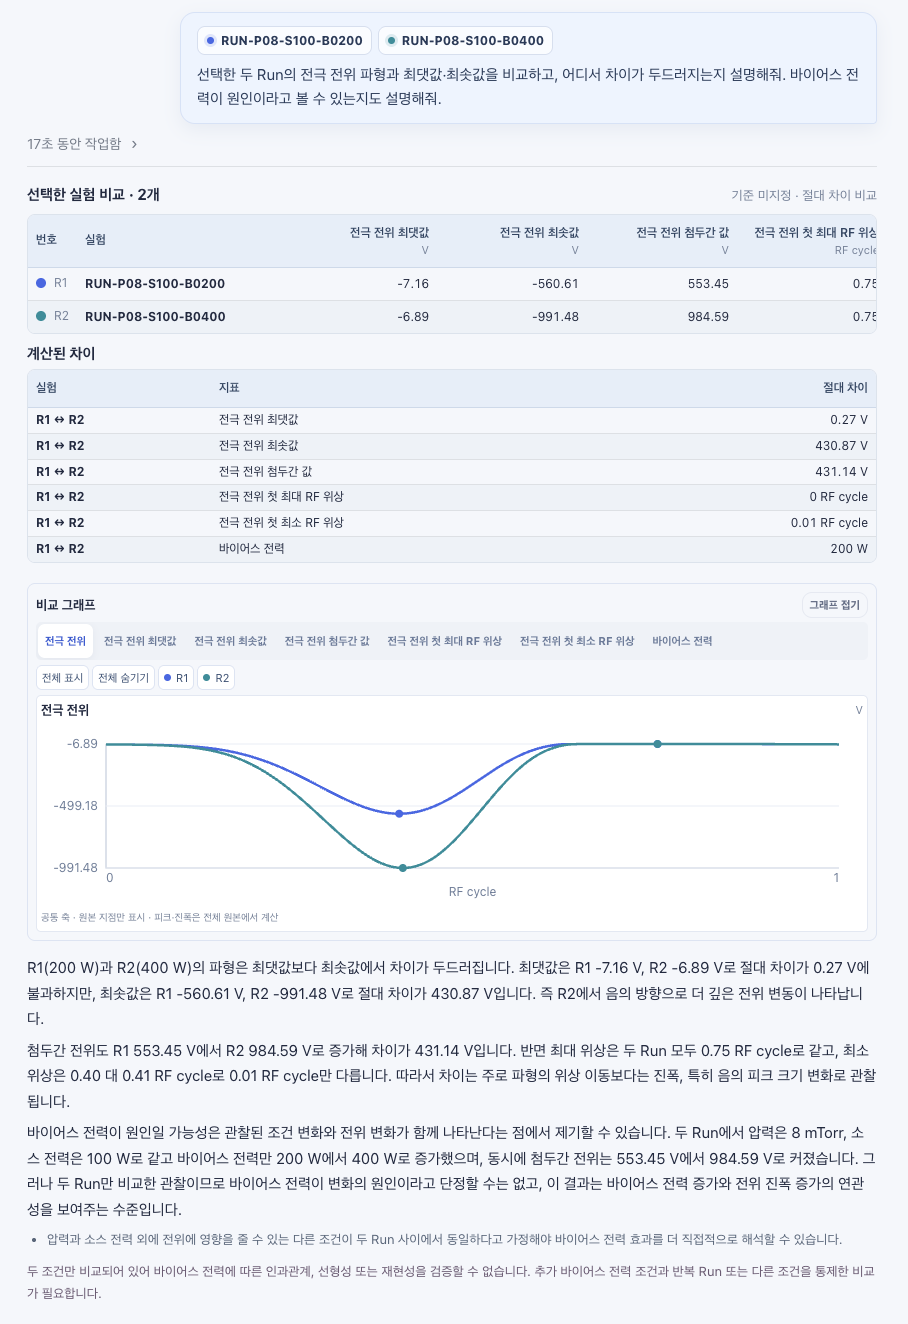 RUN-P08-S100-B0200 RUN-P08-S100-B0400
선택한 두 Run의 전극 전위 파형과 최댓값·최솟값을 비교하고, 어디서 차이가 두드러지는지 설명해줘. 바이어스 전
력이 원인이라고 볼 수 있는지도 설명해줘.
17초 동안 작업함 >
선택한 실험 비교 · 2개 기준 미지정 · 절대 차이 비교
번호 실험 전극 전위 최댓값 전극 전위 최솟값 전극 전위 첨두간 값 전극 전위 첫 최대 RF 위상
V V V RF cycle
R1 RUN-P08-S100-B0200 -7.16 -560.61 553.45 0.75
R2 RUN-P08-S100-B0400 -6.89 -991.48 984.59 0.75
계산된 차이
실험 지표 절대 차이
R1 ↔ R2 전극 전위 최댓값 0.27 V
R1 ↔ R2 전극 전위 최솟값 430.87 V
R1 ↔ R2 전극 전위 첨두간 값 431.14 V
R1 ↔ R2 전극 전위 첫 최대 RF 위상 0 RF cycle
R1 ↔ R2 전극 전위 첫 최소 RF 위상 0.01 RF cycle
R1 ↔ R2 바이어스 전력 200 W
비교 그래프 그래프 접기
전극 전위 전극 전위 최댓값 전극 전위 최솟값 전극 전위 첨두간 값 전극 전위 첫 최대 RF 위상 전극 전위 첫 최소 RF 위상 바이어스 전력
전체 표시 전체 숨기기 R1 R2
전극 전위 V
-6.89
-499.18
-991.48
0 1
RF cycle
공통 축 · 원본 지점만 표시 · 피크·진폭은 전체 원본에서 계산
R1(200 W)과 R2(400 W)의 파형은 최댓값보다 최솟값에서 차이가 두드러집니다. 최댓값은 R1 -7.16 V, R2 -6.89 V로 절대 차이가 0.27 V에
불과하지만, 최솟값은 R1 -560.61 V, R2 -991.48 V로 절대 차이가 430.87 V입니다. 즉 R2에서 음의 방향으로 더 깊은 전위 변동이 나타납니
다.
첨두간 전위도 R1 553.45 V에서 R2 984.59 V로 증가해 차이가 431.14 V입니다. 반면 최대 위상은 두 Run 모두 0.75 RF cycle로 같고, 최소
위상은 0.40 대 0.41 RF cycle로 0.01 RF cycle만 다릅니다. 따라서 차이는 주로 파형의 위상 이동보다는 진폭, 특히 음의 피크 크기 변화로 관찰
됩니다.
바이어스 전력이 원인일 가능성은 관찰된 조건 변화와 전위 변화가 함께 나타난다는 점에서 제기할 수 있습니다. 두 Run에서 압력은 8 mTorr, 소
스 전력은 100 W로 같고 바이어스 전력만 200 W에서 400 W로 증가했으며, 동시에 첨두간 전위는 553.45 V에서 984.59 V로 커졌습니다. 그
러나 두 Run만 비교한 관찰이므로 바이어스 전력이 변화의 원인이라고 단정할 수는 없고, 이 결과는 바이어스 전력 증가와 전위 진폭 증가의 연관
성을 보여주는 수준입니다.
• 압력과 소스 전력 외에 전위에 영향을 줄 수 있는 다른 조건이 두 Run 사이에서 동일하다고 가정해야 바이어스 전력 효과를 더 직접적으로 해석할 수 있습니다.
두 조건만 비교되어 있어 바이어스 전력에 따른 인과관계, 선형성 또는 재현성을 검증할 수 없습니다. 추가 바이어스 전력 조건과 반복 Run 또는 다른 조건을 통제한 비교
가 필요합니다.